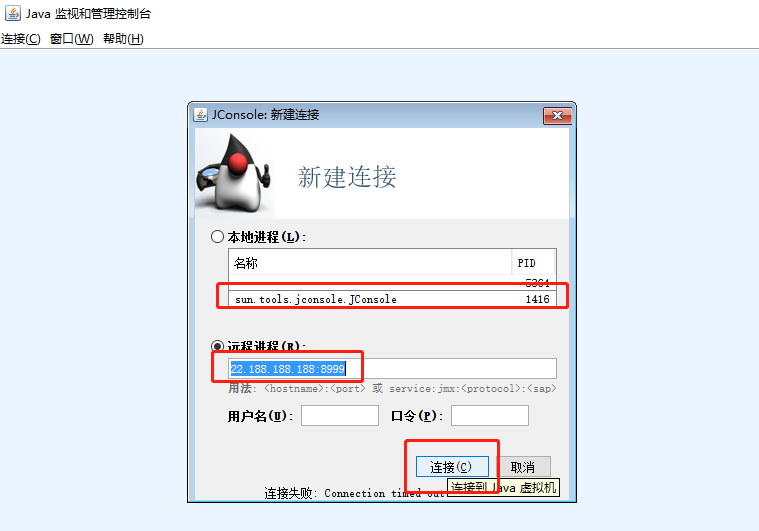 Java 监视和管理控制台
连接(C) 窗口(W) 帮助(H)
JConsole: 新建连接
新建连接
本地进程(L):
名称 PID
5364
sun.tools.jconsole.JConsole 1416
远程进程(R):
22.188.188.188:8999
用法: <hostname>:<port> 或 service:jmx:<protocol>:<sap>
用户名(U): 口令(P):
连接(C) 取消
连接到 Java 虚拟机
连接失败: Connection timed out